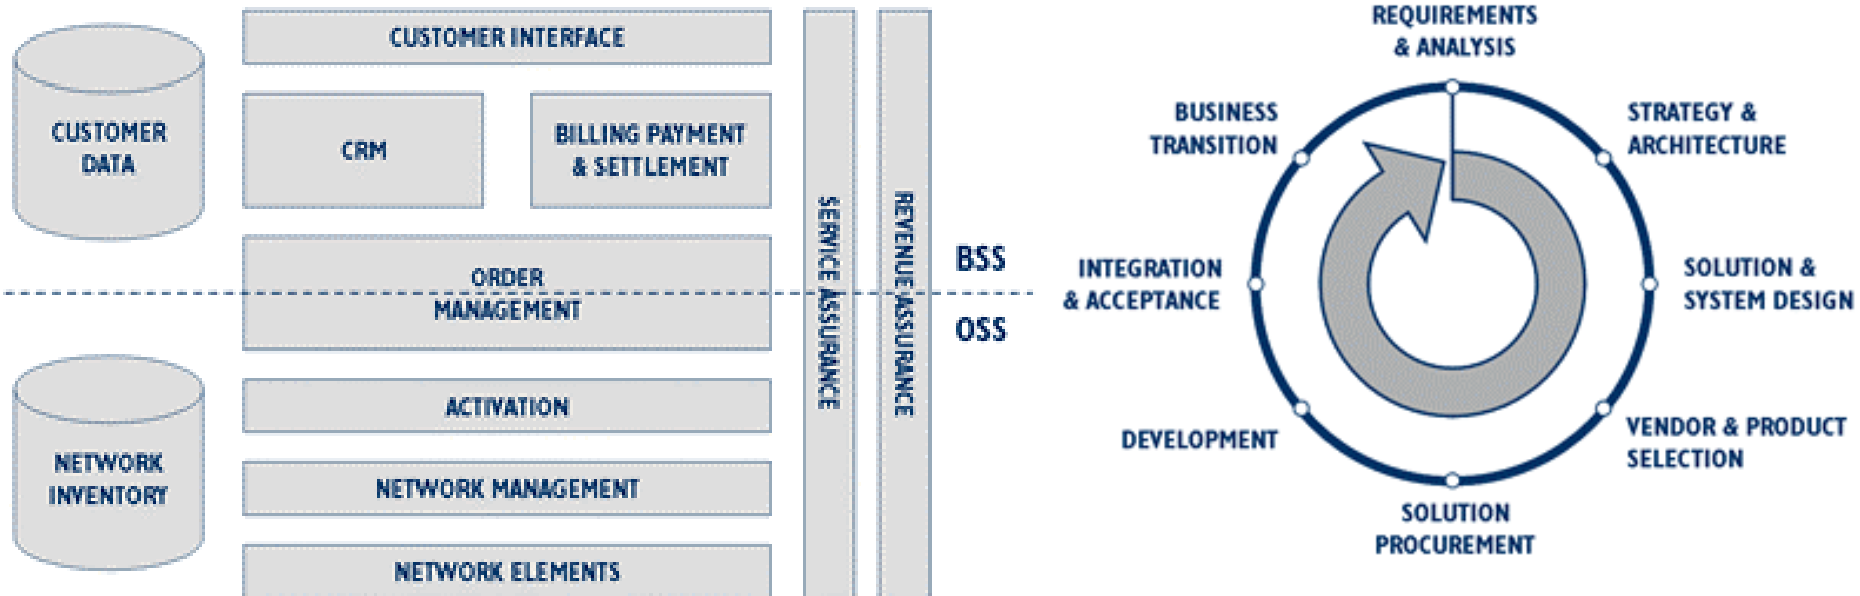 CUSTOMER
DATA
NETWORK
INVENTORY
CUSTOMER INTERFACE
CRM
BILLING PAYMENT
& SETTLEMENT
ORDER
MANAGEMENT
ACTIVATION
NETWORK MANAGEMENT
NETWORK ELEMENTS
SERVICE ASSURANCE
REVENUE ASSURANCE
BSS
OSS
REQUIREMENTS
& ANALYSIS
STRATEGY &
ARCHITECTURE
SOLUTION &
SYSTEM DESIGN
VENDOR & PRODUCT
SELECTION
SOLUTION
PROCUREMENT
DEVELOPMENT
INTEGRATION
& ACCEPTANCE
BUSINESS
TRANSITION